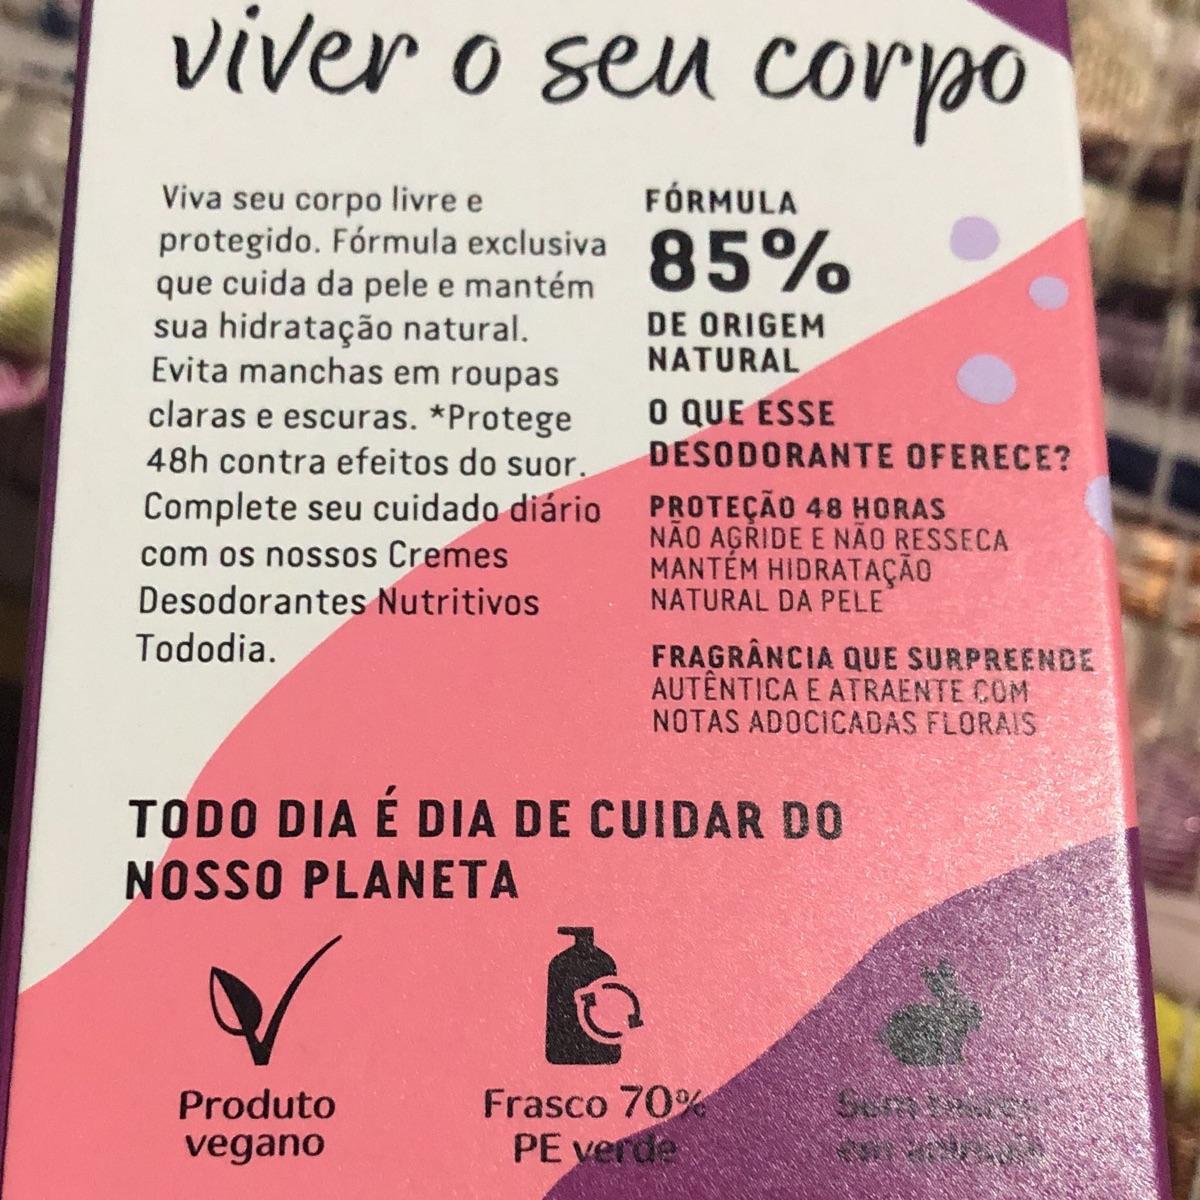 viver o seu corpo
Viva seu corpo livre e
protegido. Fórmula exclusiva
que cuida da pele e mantém
sua hidratação natural.
Evita manchas em roupas
claras e escuras. *Protege
48h contra efeitos do suor.
Complete seu cuidado diário
com os nossos Cremes
Desodorantes Nutritivos
Tododia.
FÓRMULA
85%
DE ORIGEM
NATURAL
O QUE ESSE
DESODORANTE OFERECE?
PROTEÇÃO 48 HORAS
NÃO AGRIDE E NÃO RESSECA
MANTÉM HIDRATAÇÃO
NATURAL DA PELE
FRAGRÂNCIA QUE SURPREENDE
AUTÊNTICA E ATRAENTE COM
NOTAS ADOCICADAS FLORAIS
TODO DIA É DIA DE CUIDAR DO
NOSSO PLANETA
Produto
vegano
Frasco 70%
PE verde
Sem
em